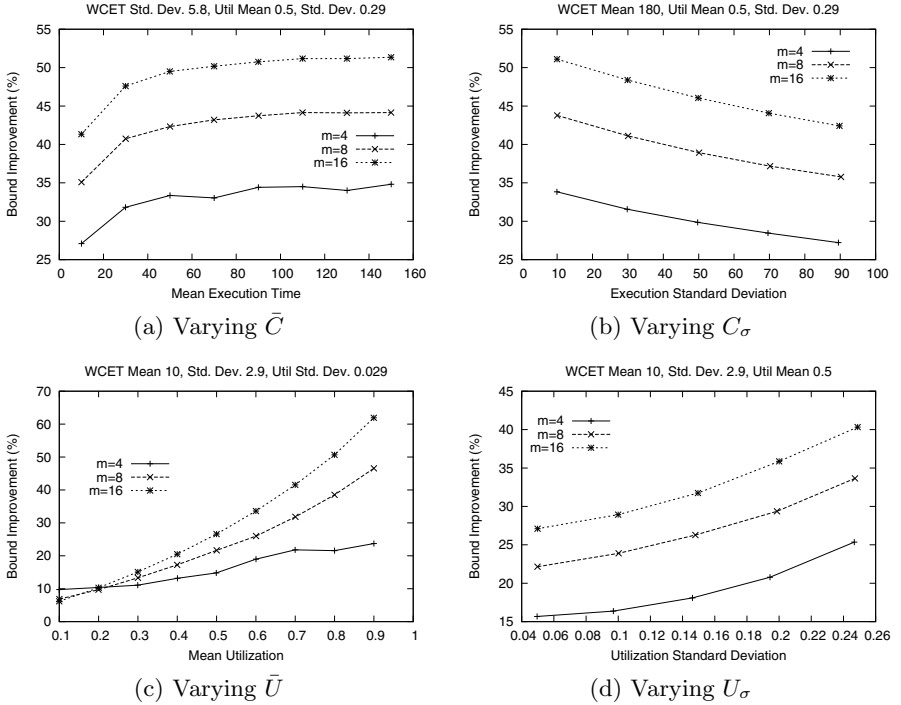 WCET Std. Dev. 5.8, Util Mean 0.5, Std. Dev. 0.29
Bound Improvement (%)
55
50
45
40
35
30
25
m=4
m=8
m=16
0 20 40 60 80 100 120 140 160
Mean Execution Time
(a) Varying C̄
WCET Mean 180, Util Mean 0.5, Std. Dev. 0.29
Bound Improvement (%)
55
50
45
40
35
30
25
m=4
m=8
m=16
0 10 20 30 40 50 60 70 80 90 100
Execution Standard Deviation
(b) Varying Cσ
WCET Mean 10, Std. Dev. 2.9, Util Std. Dev. 0.029
Bound Improvement (%)
70
60
50
40
30
20
10
0
m=4
m=8
m=16
0.1 0.2 0.3 0.4 0.5 0.6 0.7 0.8 0.9 1
Mean Utilization
(c) Varying Ū
WCET Mean 10, Std. Dev. 2.9, Util Mean 0.5
Bound Improvement (%)
45
40
35
30
25
20
15
m=4
m=8
m=16
0.04 0.06 0.08 0.1 0.12 0.14 0.16 0.18 0.2 0.22 0.24 0.26
Utilization Standard Deviation
(d) Varying Uσ